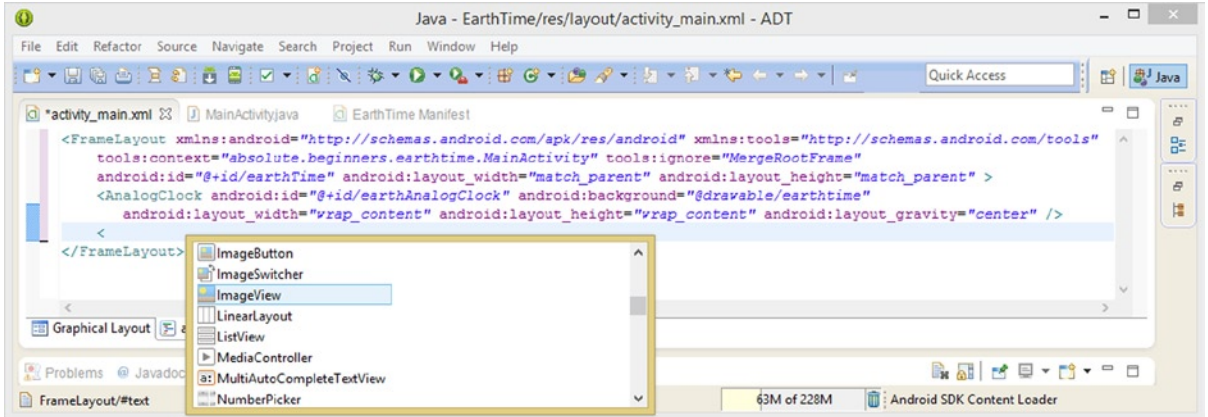 Java - EarthTime/res/layout/activity_main.xml - ADT
File Edit Refactor Source Navigate Search Project Run Window Help
Quick Access
Java
*activity_main.xml
MainActivity.java
EarthTime Manifest
<FrameLayout xmlns:android="http://schemas.android.com/apk/res/android" xmlns:tools="http://schemas.android.com/tools"
tools:context="absolute.beginners.earthtime.MainActivity" tools:ignore="MergeRootFrame"
android:id="@+id/earthTime" android:layout_width="match_parent" android:layout_height="match_parent" >
<AnalogClock android:id="@+id/earthAnalogClock" android:background="@drawable/earthtime"
android:layout_width="wrap_content" android:layout_height="wrap_content" android:layout_gravity="center" />
<
</FrameLayout>
ImageButton
ImageSwitcher
ImageView
LinearLayout
ListView
MediaController
MultiAutoCompleteTextView
NumberPicker
Graphical Layout
Problems @ Javadoc
FrameLayout/#text
63M of 228M
Android SDK Content Loader